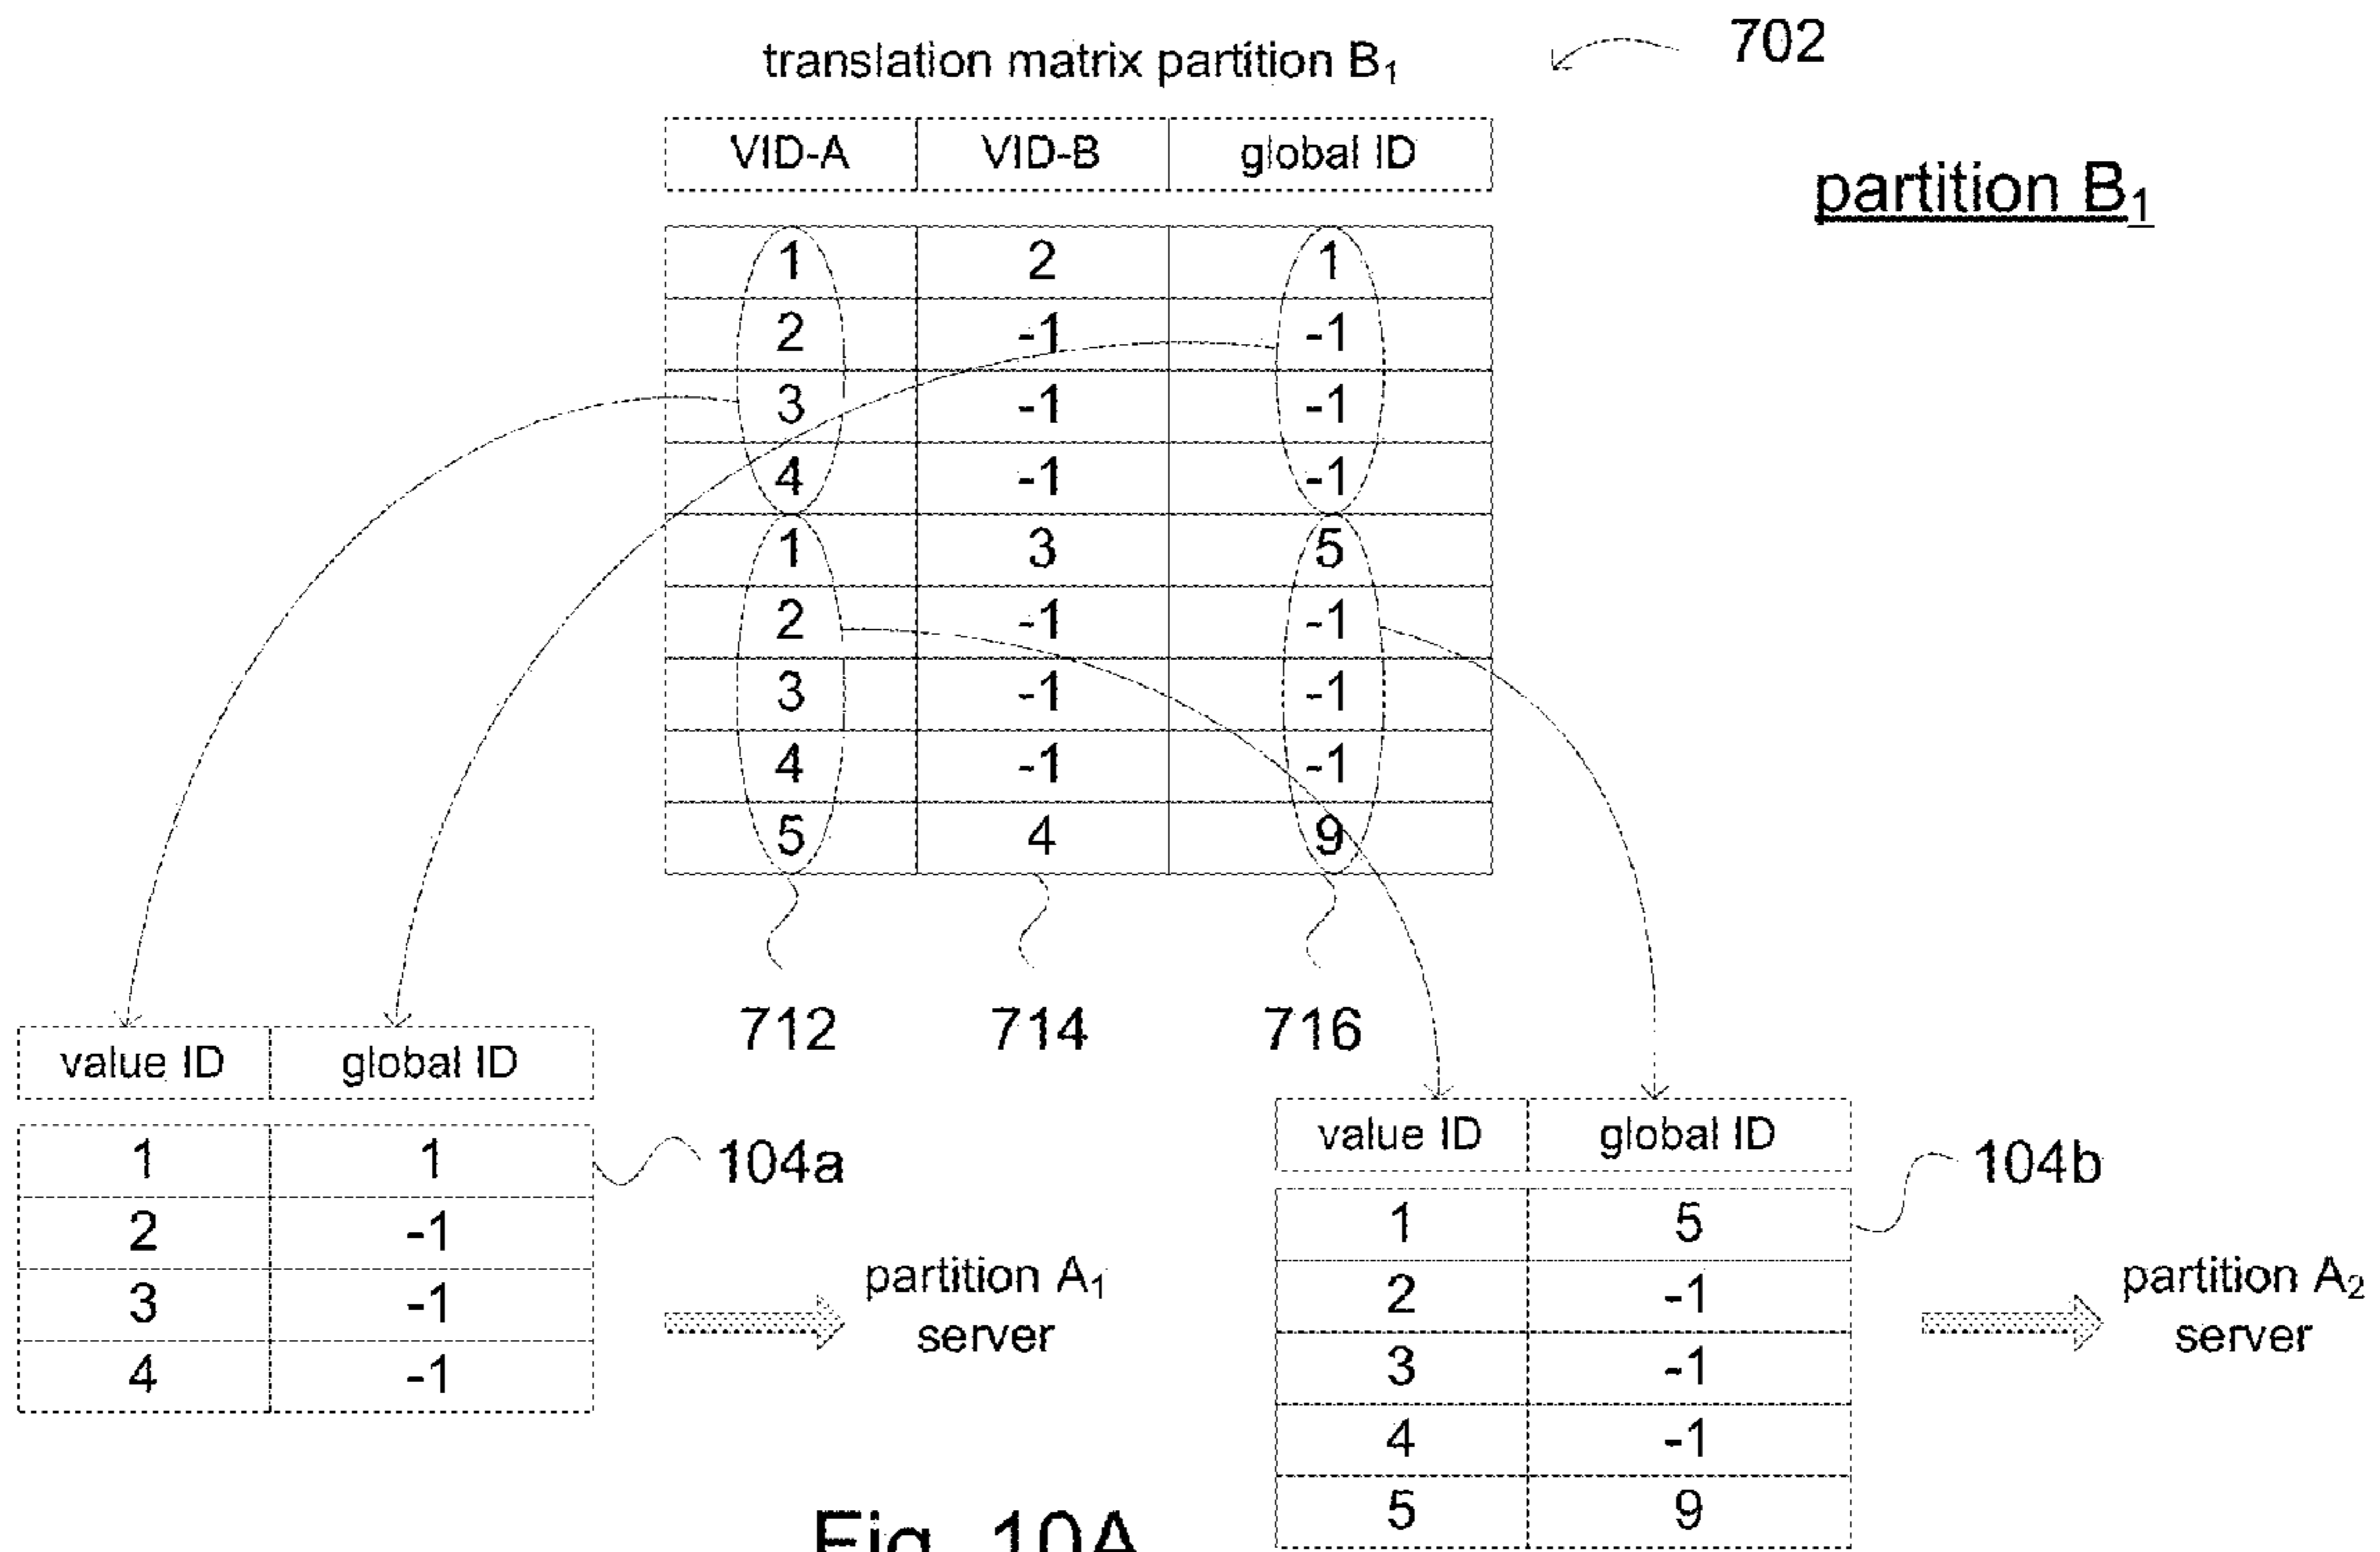 702
translation matrix partition B1
VID-A VID-B global ID
partition B1
1 2 1
2 -1 -1
3 -1 -1
4 -1 -1
1 3 5
2 -1 -1
3 -1 -1
4 -1 -1
5 4 9
712 714 716
value ID global ID
1 1
2 -1
3 -1
4 -1
104a
partition A1
server
value ID global ID
1 5
2 -1
3 -1
4 -1
5 9
104b
partition A2
server
Fig. 10A